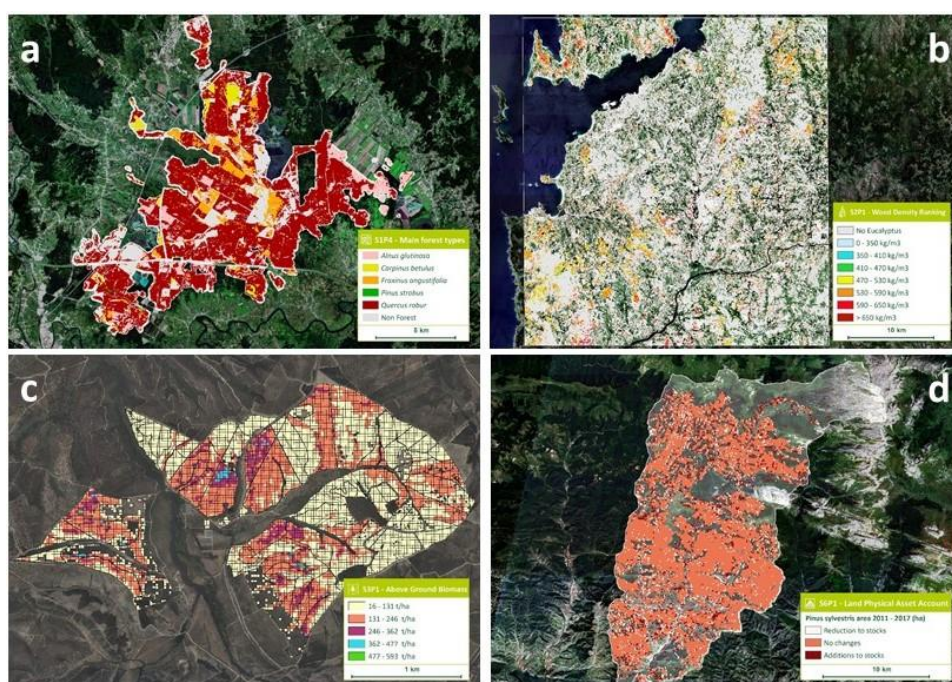 a
S1P4 - Main forest types
Alnus glutinosa
Carpinus betulus
Fraxinus angustifolia
Pinus strobus
Quercus robur
Non Forest
8 km
b
S2P1 - Wood Density Ranking
No Eucalyptus
0 - 350 kg/m3
350 - 410 kg/m3
410 - 470 kg/m3
470 - 530 kg/m3
530 - 590 kg/m3
590 - 650 kg/m3
> 650 kg/m3
10 km
c
S3P1 - Above Ground Biomass
16 - 131 t/ha
131 - 246 t/ha
246 - 362 t/ha
362 - 477 t/ha
477 - 593 t/ha
1 km
d
S6P1 - Land Physical Asset Account
Pinus sylvestris area 2011 - 2017 (ha)
Reduction to stocks
No changes
Additions to stocks
10 km